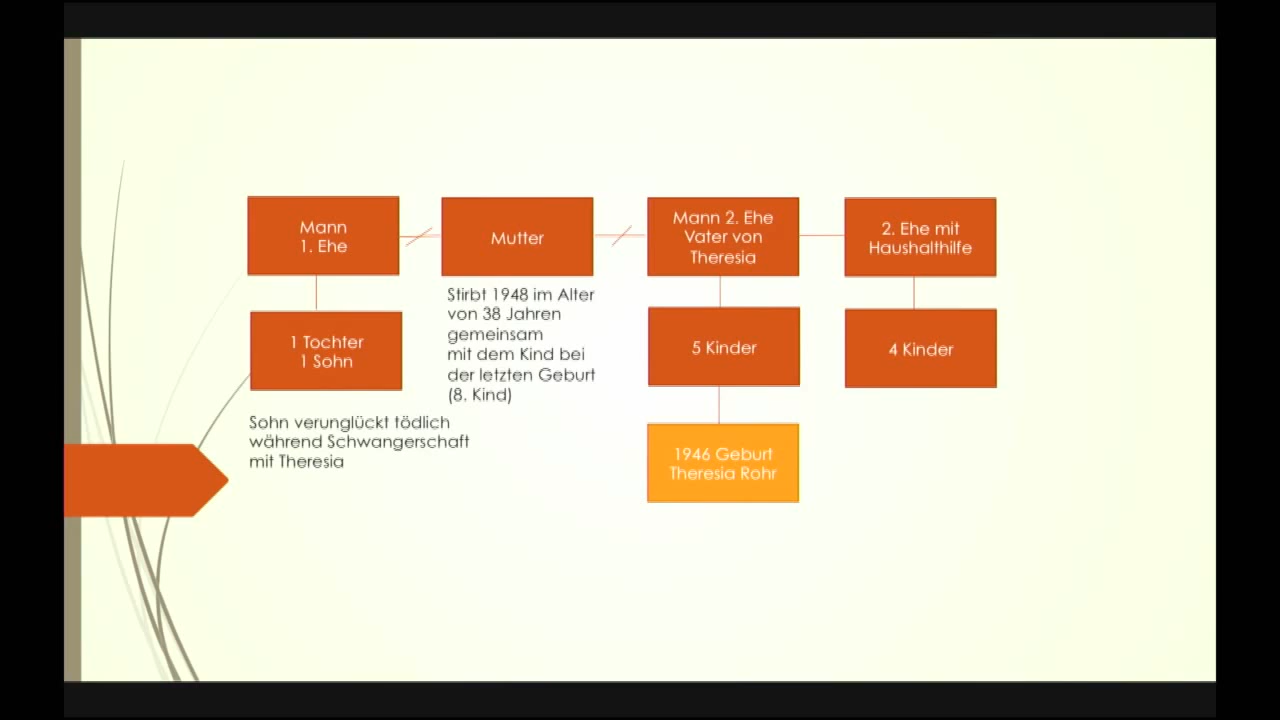 Mann
1. Ehe
Mutter
Mann 2. Ehe
Vater von
Theresia
2. Ehe mit
Haushalthilfe
1 Tochter
1 Sohn
Stirbt 1948 im Alter
von 38 Jahren
gemeinsam
mit dem Kind bei
der letzten Geburt
(8. Kind)
5 Kinder
4 Kinder
Sohn verunglückt tödlich
während Schwangerschaft
mit Theresia
1946 Geburt
Theresia Rohr